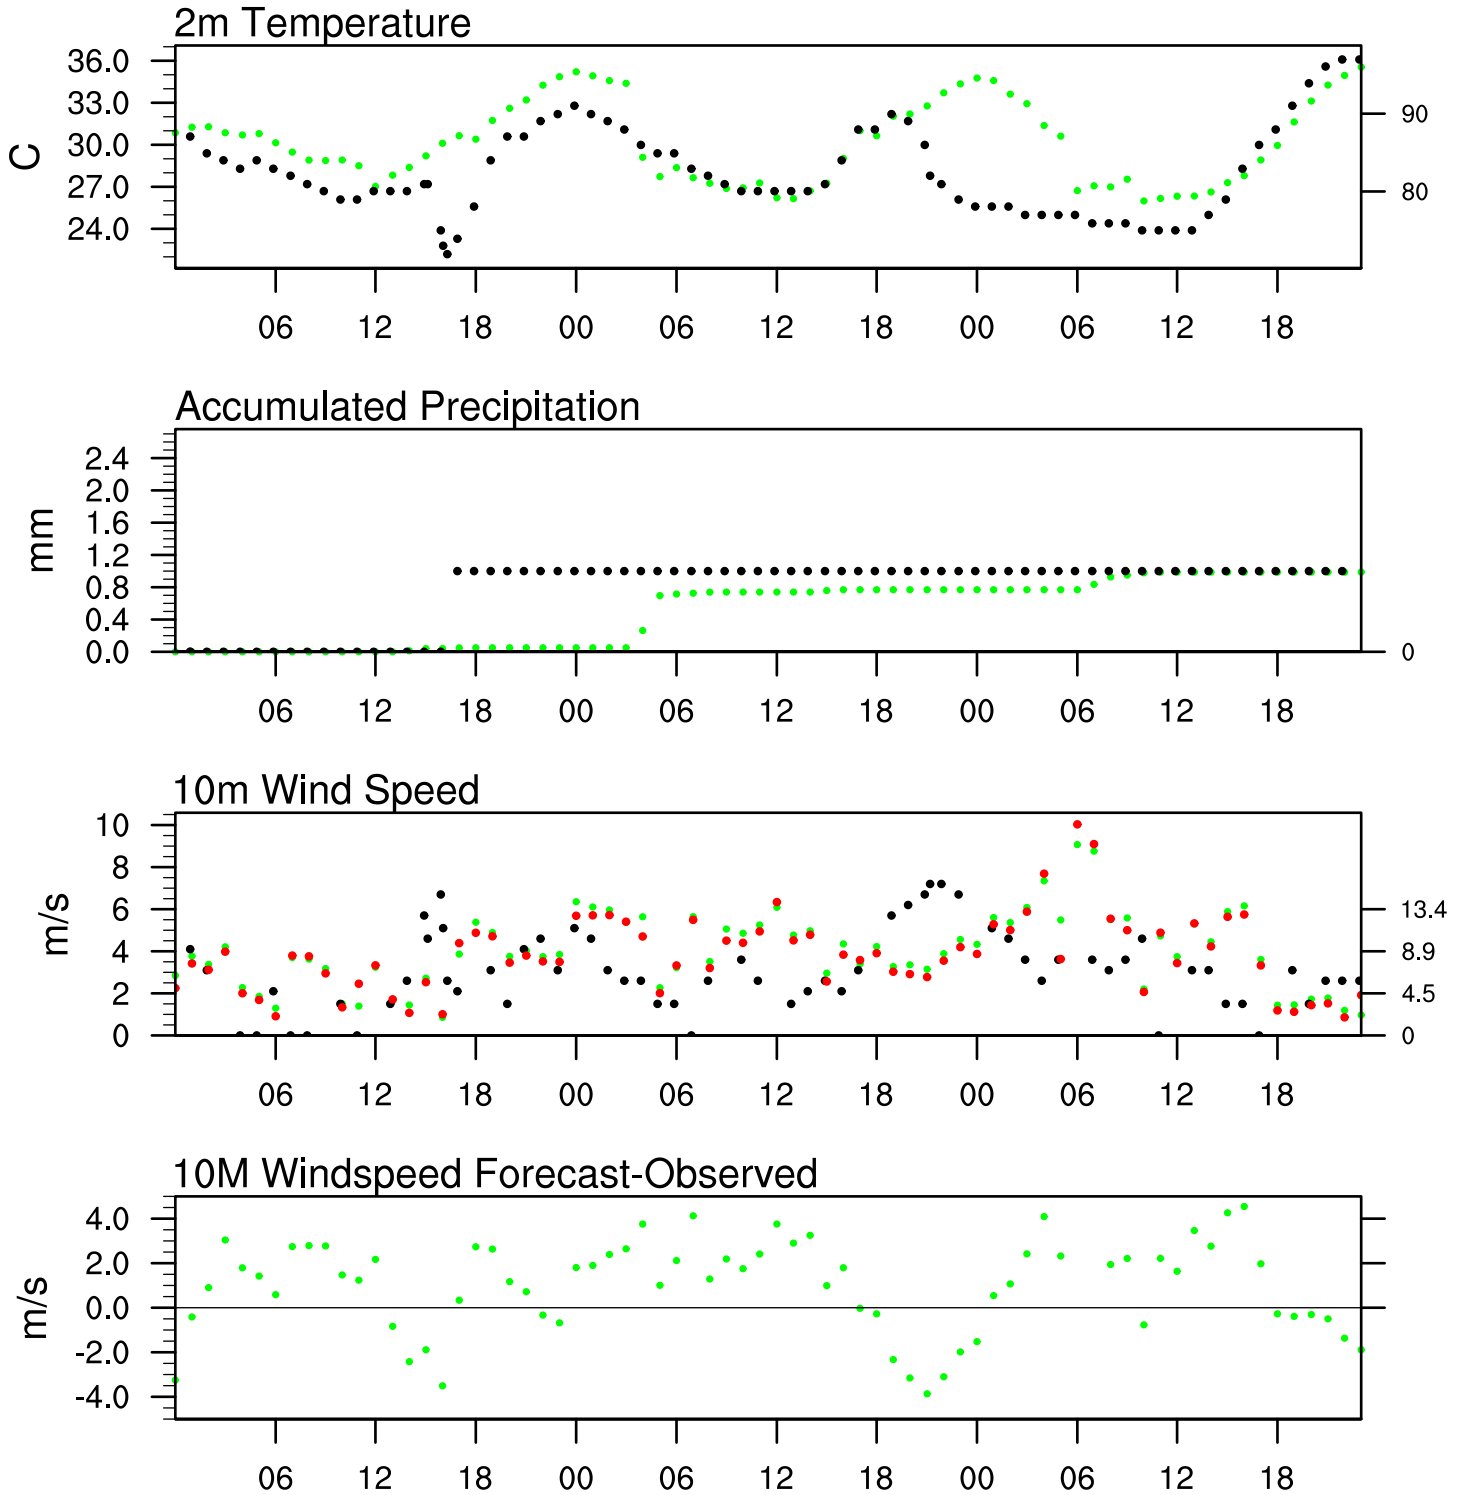 2m Temperature
36.0
33.0
30.0
27.0
24.0
C
90
80
06 12 18 00 06 12 18 00 06 12 18
Accumulated Precipitation
2.4
2.0
1.6
1.2
0.8
0.4
0.0
mm
0
06 12 18 00 06 12 18 00 06 12 18
10m Wind Speed
10
8
6
4
2
0
m/s
13.4
8.9
4.5
0
06 12 18 00 06 12 18 00 06 12 18
10M Windspeed Forecast-Observed
4.0
2.0
0.0
-2.0
-4.0
m/s
06 12 18 00 06 12 18 00 06 12 18